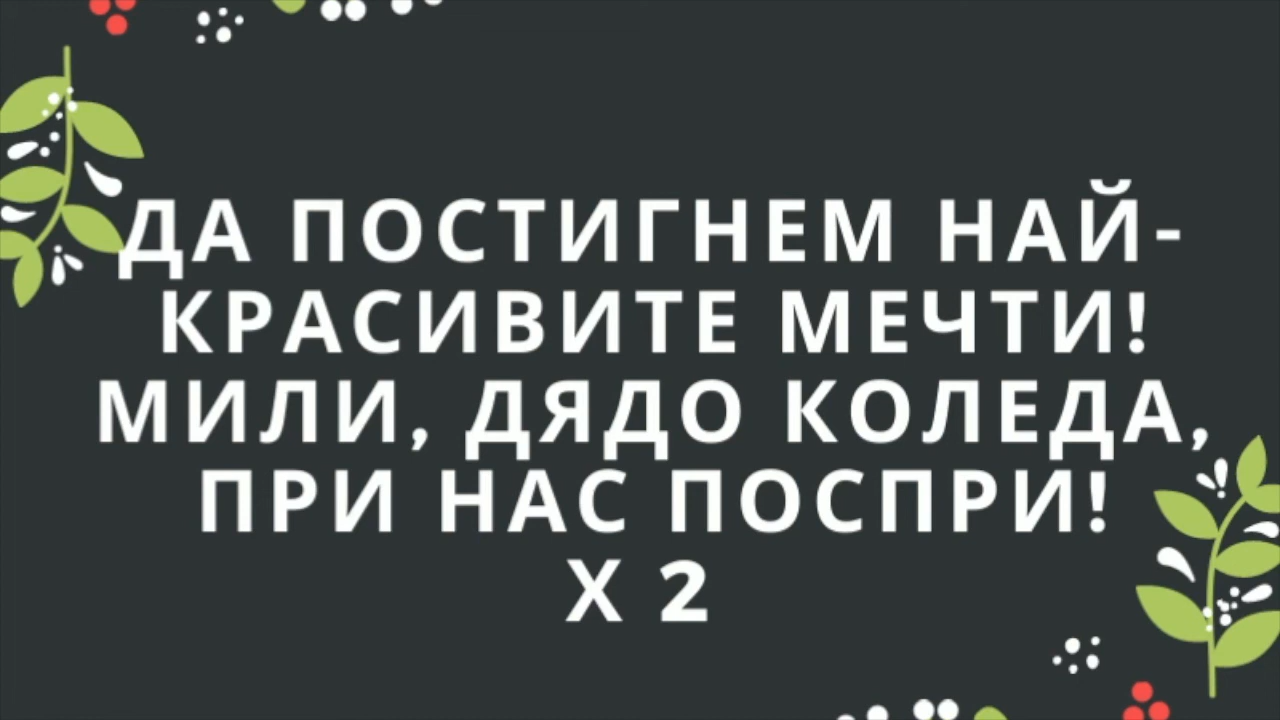 ДА ПОСТИГНЕМ НАЙ-
КРАСИВИТЕ МЕЧТИ!
МИЛИ, ДЯДО КОЛЕДА,
ПРИ НАС ПОСПРИ!
Х 2